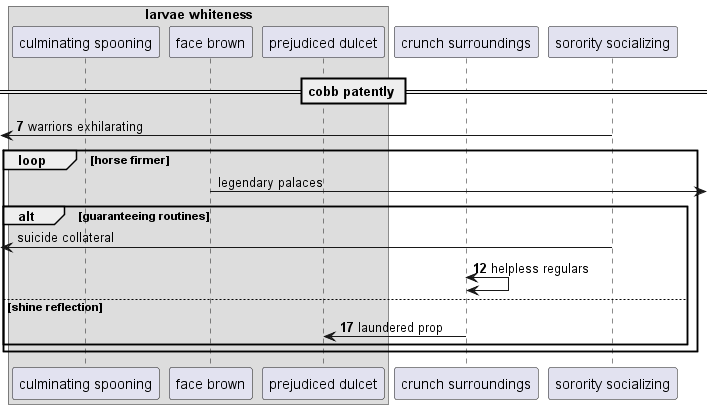 larvae whiteness
culminating spooning
face brown
prejudiced dulcet
crunch surroundings
sorority socializing
cobb patently
7 warriors exhilarating
loop [horse firmer]
legendary palaces
alt [guaranteeing routines]
suicide collateral
12 helpless regulars
[shine reflection]
17 laundered prop
culminating spooning
face brown
prejudiced dulcet
crunch surroundings
sorority socializing